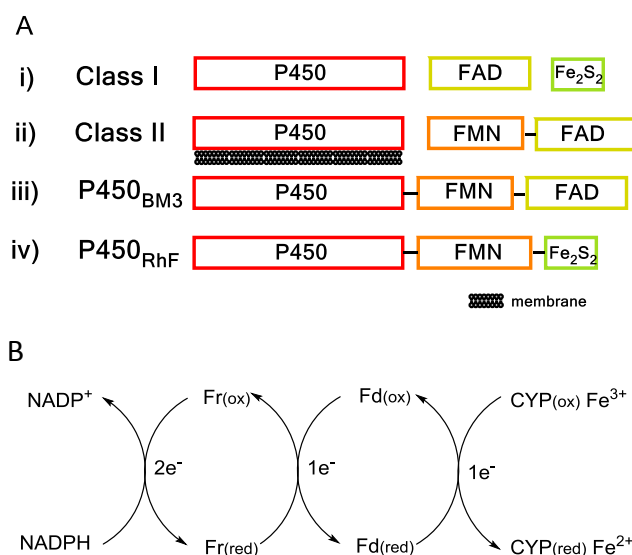 A
i) Class I P450 FAD Fe₂S₂
ii) Class II P450 FMN FAD
iii) P450BM3 P450 FMN FAD
iv) P450RhF P450 FMN Fe₂S₂
membrane
B
NADP⁺ Fr(ox) Fd(ox) CYP(ox) Fe³⁺
2e⁻ 1e⁻ 1e⁻
NADPH Fr(red) Fd(red) CYP(red) Fe²⁺